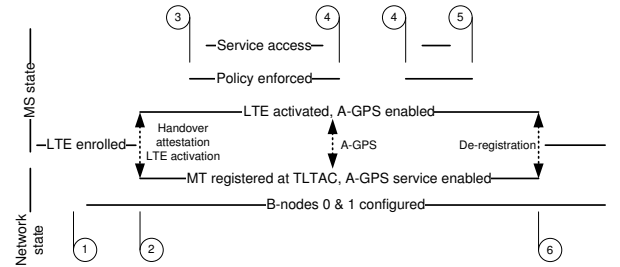 3
4
4
5
Service access
Policy enforced
MS state
LTE activated, A-GPS enabled
LTE enrolled
Handover
attestation
LTE activation
A-GPS
De-registration
MT registered at TLTAC, A-GPS service enabled
B-nodes 0 & 1 configured
Network
state
1
2
6